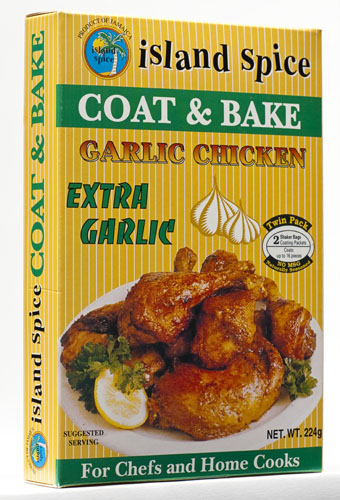 PRODUCT OF JAMAICA
island
spice
island Spice
COAT & BAKE
GARLIC CHICKEN
EXTRA
GARLIC
Twin Pack
2 Shaker Bags
Coating Packets
Coats
up to 16 pieces
NO MSG
Naturally Seasoned
SUGGESTED
SERVING
NET. WT. 224g
For Chefs and Home Cooks
island Spice COAT & BAKE